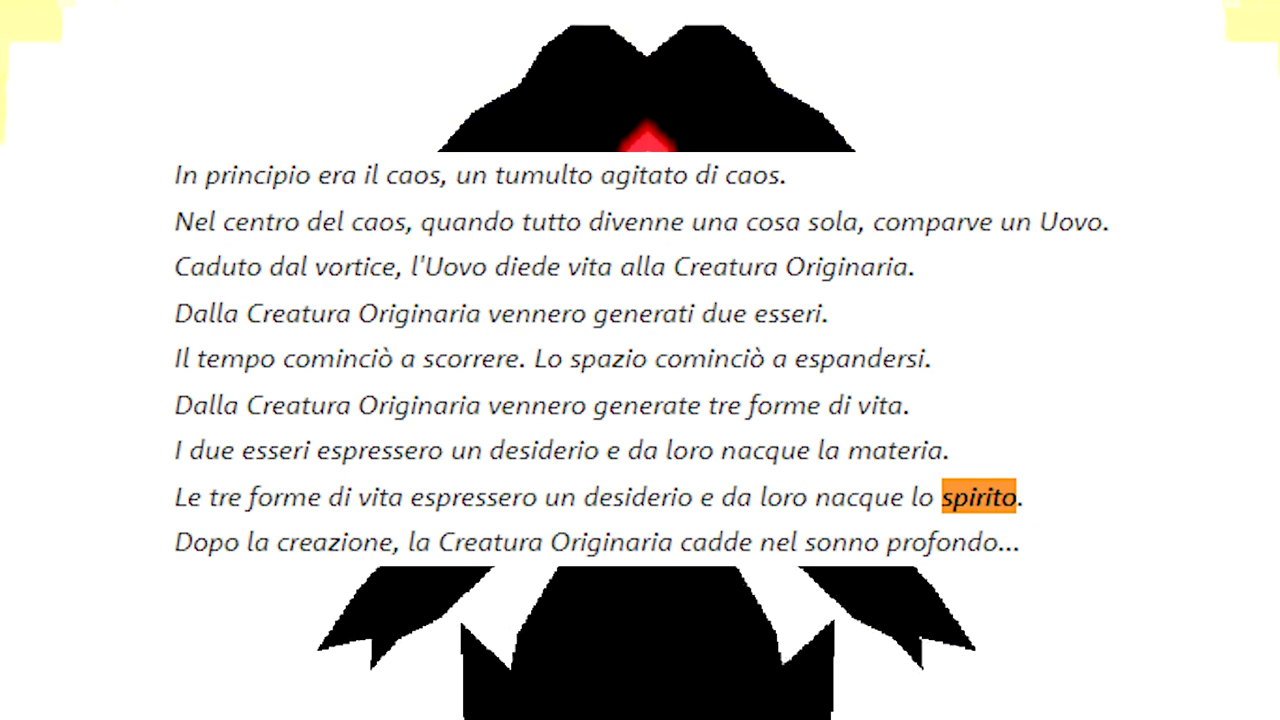 In principio era il caos, un tumulto agitato di caos.
Nel centro del caos, quando tutto divenne una cosa sola, comparve un Uovo.
Caduto dal vortice, l'Uovo diede vita alla Creatura Originaria.
Dalla Creatura Originaria vennero generati due esseri.
Il tempo cominciò a scorrere. Lo spazio cominciò a espandersi.
Dalla Creatura Originaria vennero generate tre forme di vita.
I due esseri espressero un desiderio e da loro nacque la materia.
Le tre forme di vita espressero un desiderio e da loro nacque lo spirito.
Dopo la creazione, la Creatura Originaria cadde nel sonno profondo...